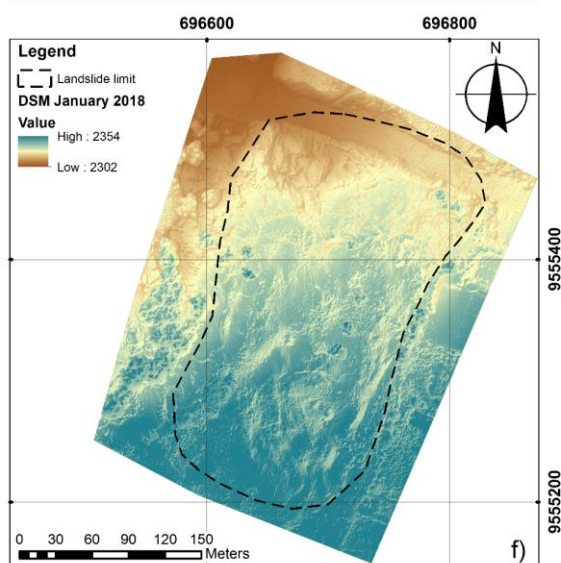 696600 696800
Legend
Landslide limit
DSM January 2018
Value
High : 2354
Low : 2302
N
9555400
9555200
0 30 60 90 120 150
Meters
f)